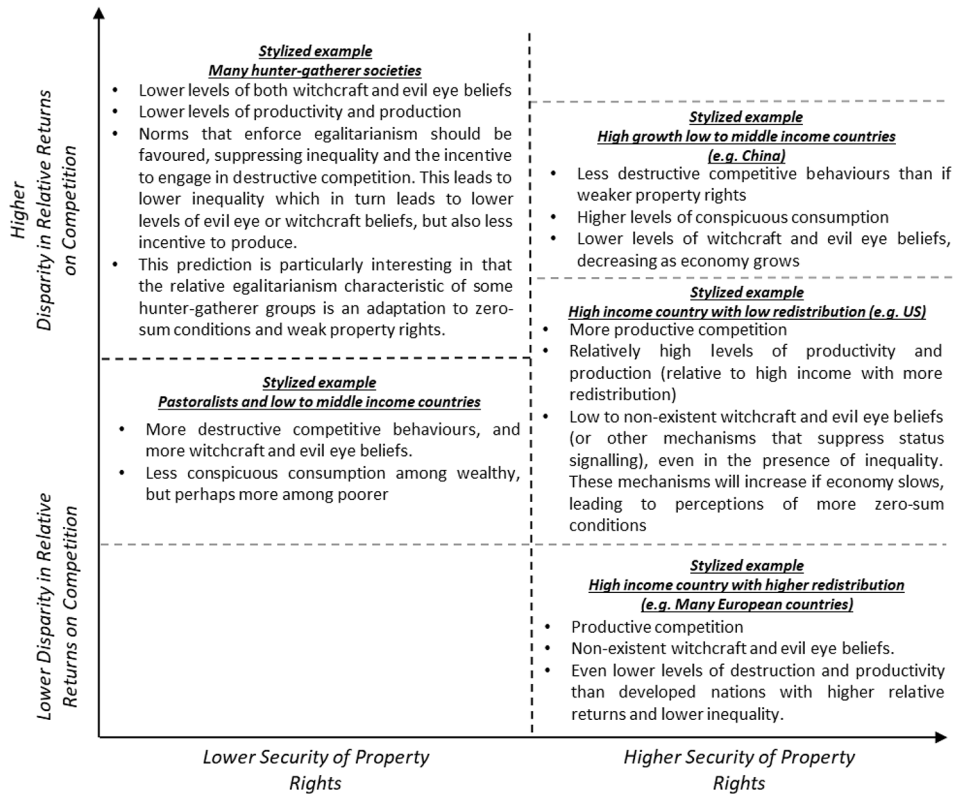 Higher
Disparity in Relative Returns
on Competition
Stylized example
Many hunter-gatherer societies
• Lower levels of both witchcraft and evil eye beliefs
• Lower levels of productivity and production
• Norms that enforce egalitarianism should be
favoured, suppressing inequality and the incentive
to engage in destructive competition. This leads to
lower inequality which in turn leads to lower
levels of evil eye or witchcraft beliefs, but also less
incentive to produce.
• This prediction is particularly interesting in that
the relative egalitarianism characteristic of some
hunter-gatherer groups is an adaptation to zero-
sum conditions and weak property rights.
Stylized example
High growth low to middle income countries
(e.g. China)
• Less destructive competitive behaviours than if
weaker property rights
• Higher levels of conspicuous consumption
• Lower levels of witchcraft and evil eye beliefs,
decreasing as economy grows
Stylized example
High income country with low redistribution (e.g. US)
• More productive competition
• Relatively high levels of productivity and
production (relative to high income with more
redistribution)
• Low to non-existent witchcraft and evil eye beliefs
(or other mechanisms that suppress status
signalling), even in the presence of inequality.
These mechanisms will increase if economy slows,
leading to perceptions of more zero-sum
conditions
Lower Disparity in Relative
Returns on Competition
Stylized example
Pastoralists and low to middle income countries
• More destructive competitive behaviours, and
more witchcraft and evil eye beliefs.
• Less conspicuous consumption among wealthy,
but perhaps more among poorer
Stylized example
High income country with higher redistribution
(e.g. Many European countries)
• Productive competition
• Non-existent witchcraft and evil eye beliefs.
• Even lower levels of destruction and productivity
than developed nations with higher relative
returns and lower inequality.
Lower Security of Property
Rights
Higher Security of Property
Rights